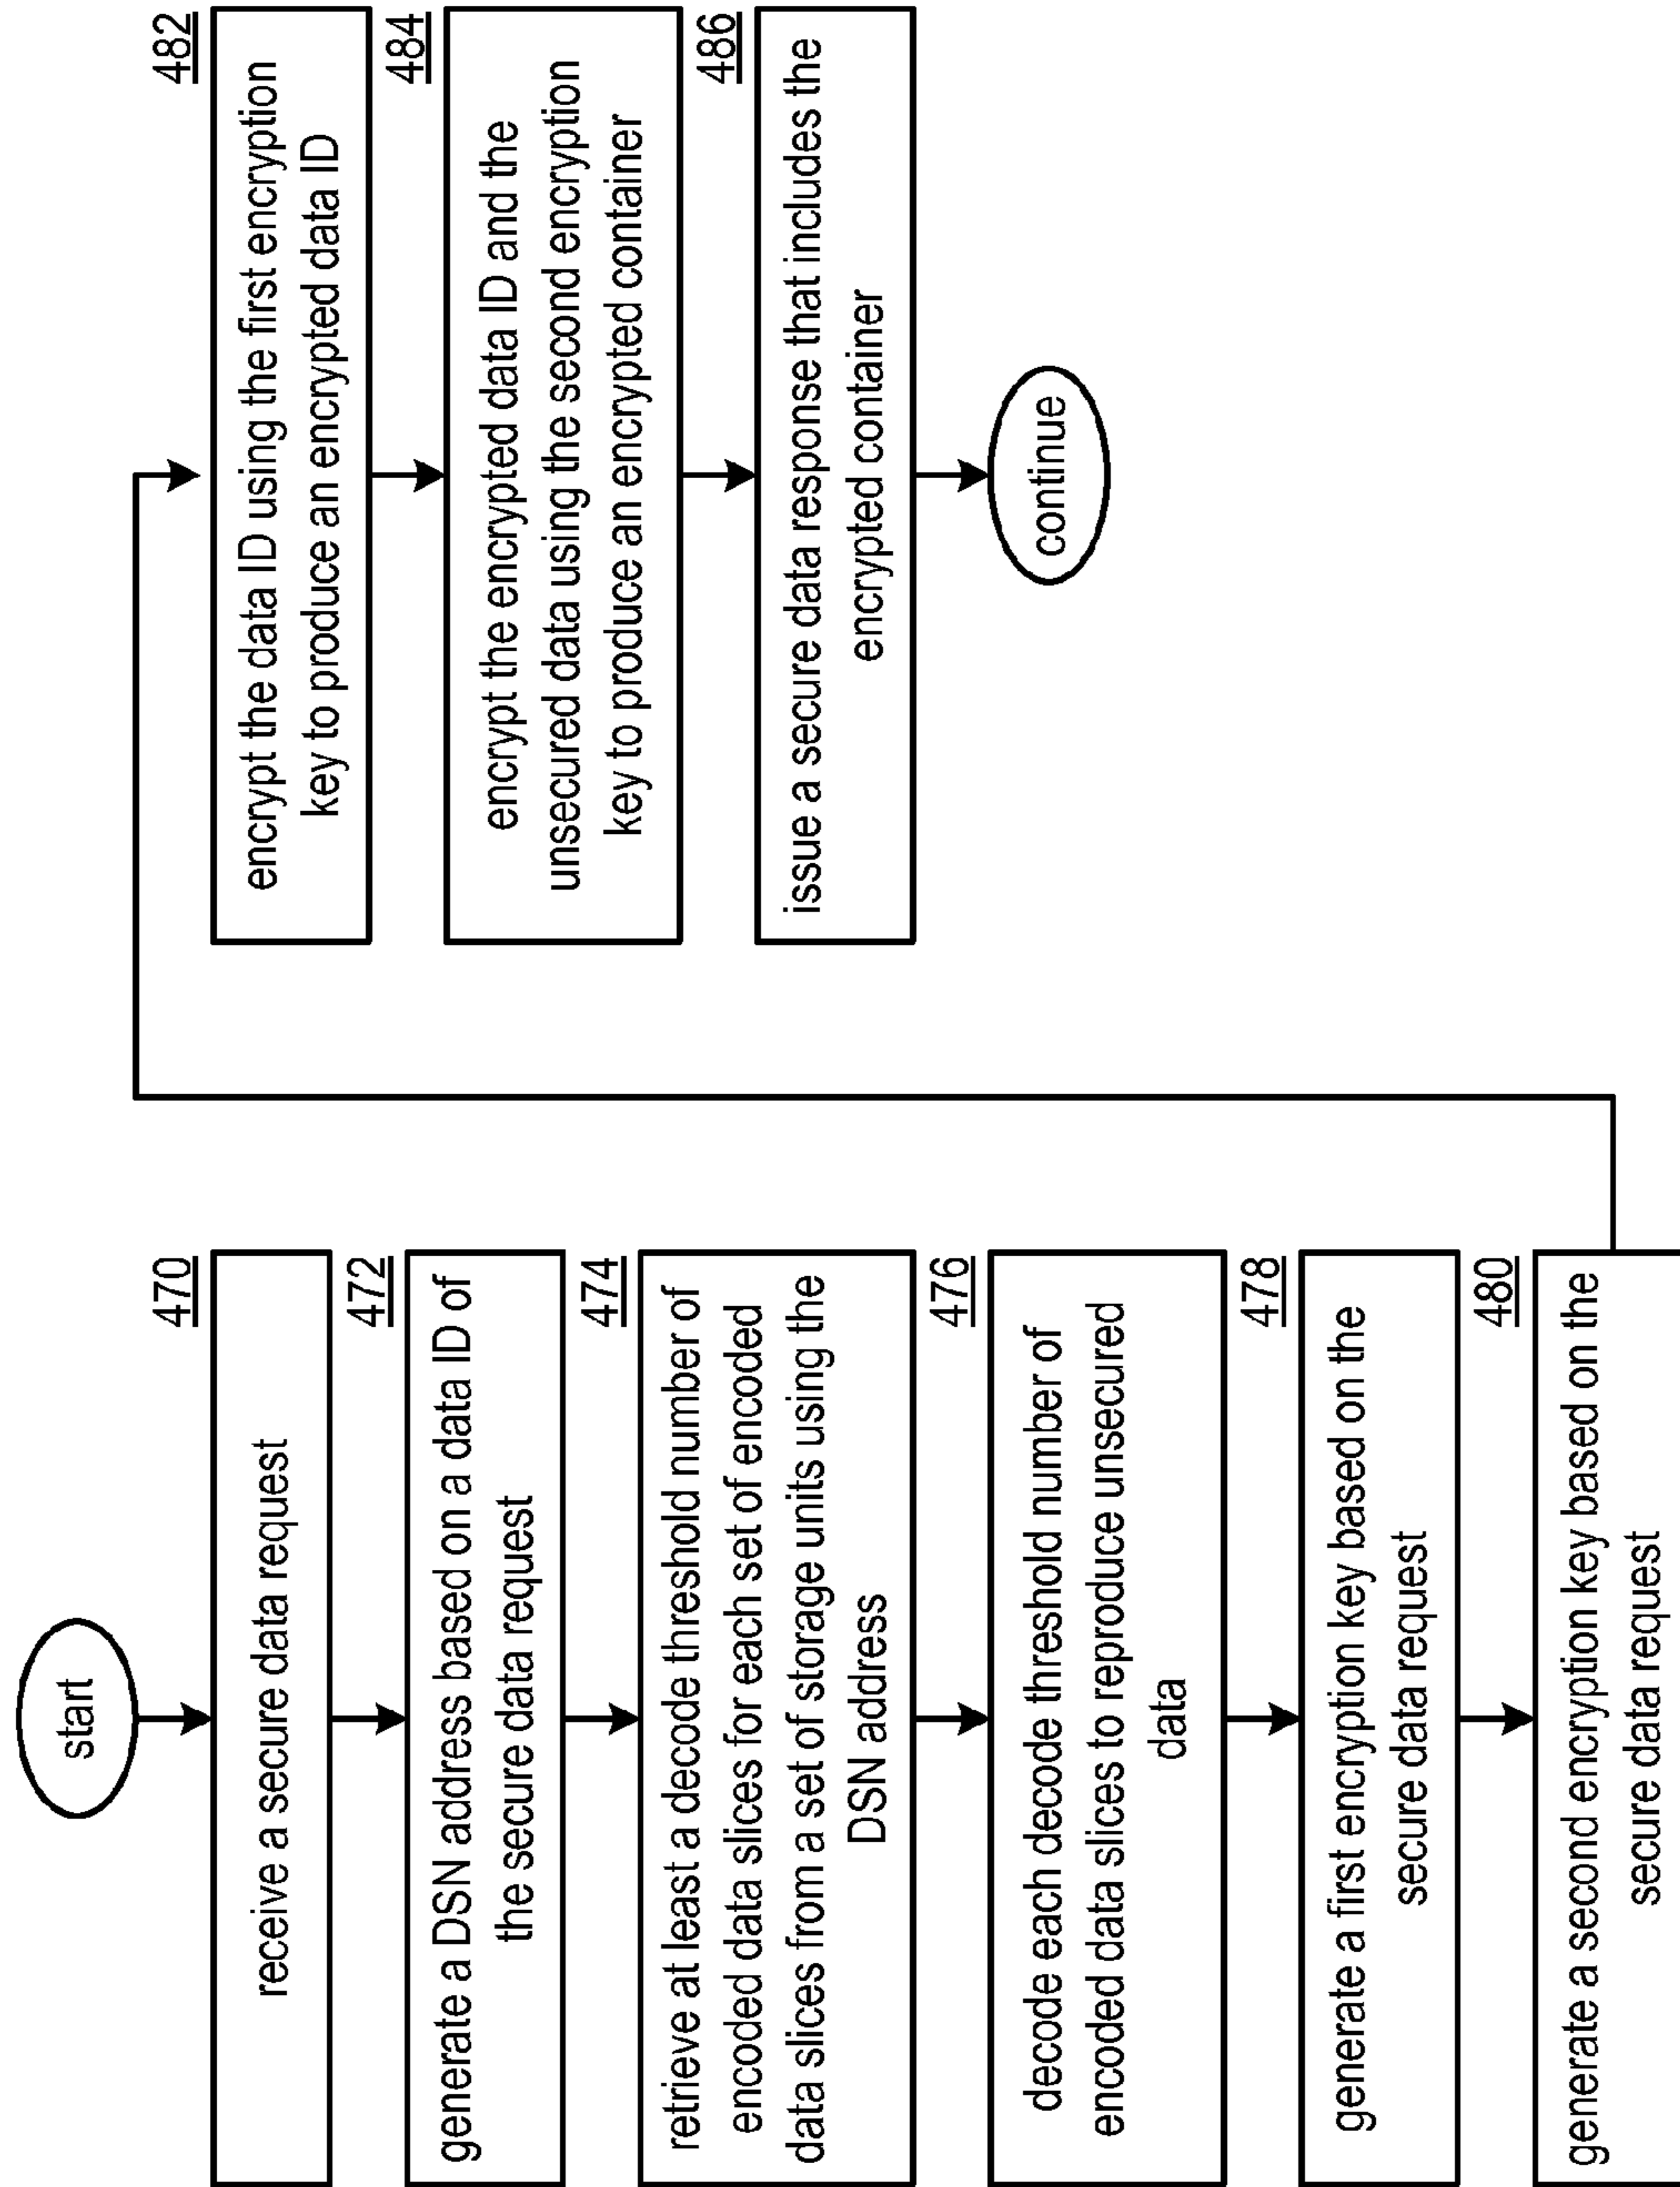 start
470
receive a secure data request
472
generate a DSN address based on a data ID of
the secure data request
474
retrieve at least a decode threshold number of
encoded data slices for each set of encoded
data slices from a set of storage units using the
DSN address
476
decode each decode threshold number of
encoded data slices to reproduce unsecured
data
478
generate a first encryption key based on the
secure data request
480
generate a second encryption key based on the
secure data request
482
encrypt the data ID using the first encryption
key to produce an encrypted data ID
484
encrypt the encrypted data ID and the
unsecured data using the second encryption
key to produce an encrypted container
486
issue a secure data response that includes the
encrypted container
continue